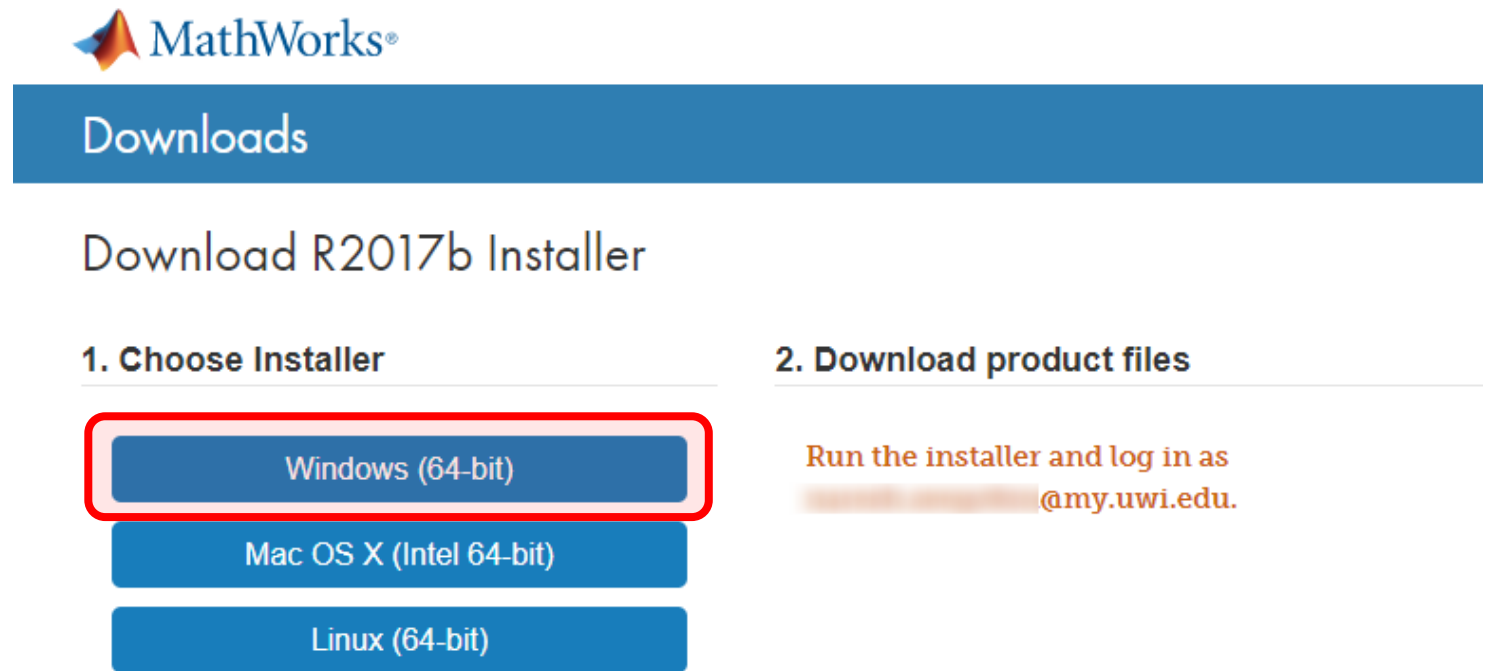 MathWorks®
Downloads
Download R2017b Installer
1. Choose Installer
Windows (64-bit)
Mac OS X (Intel 64-bit)
Linux (64-bit)
2. Download product files
Run the installer and log in as
@my.uwi.edu.